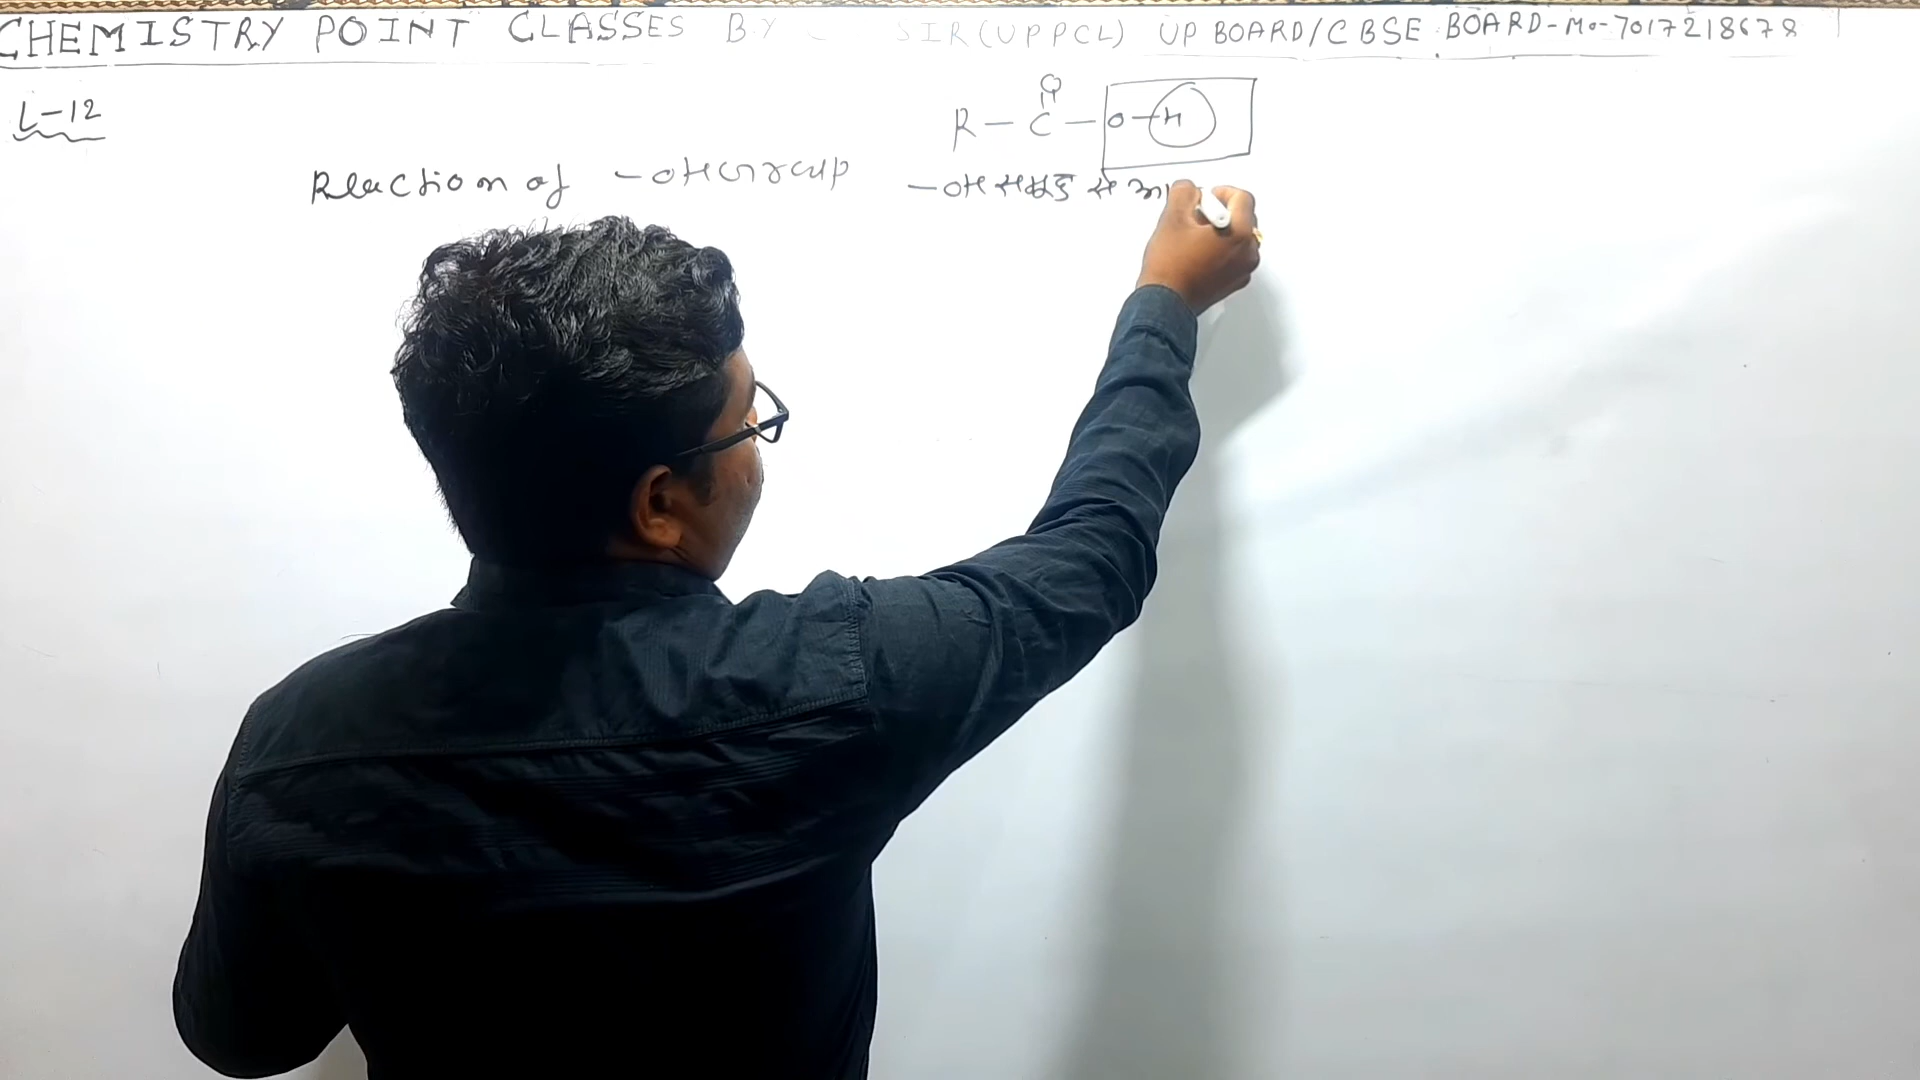 CHEMISTRY POINT CLASSES BY SIR (UPPCL) UP BOARD/CBSE BOARD-Mo-7017218678
L-12
O
R - C - O - H
Reaction of -OH Group -OH समूह से